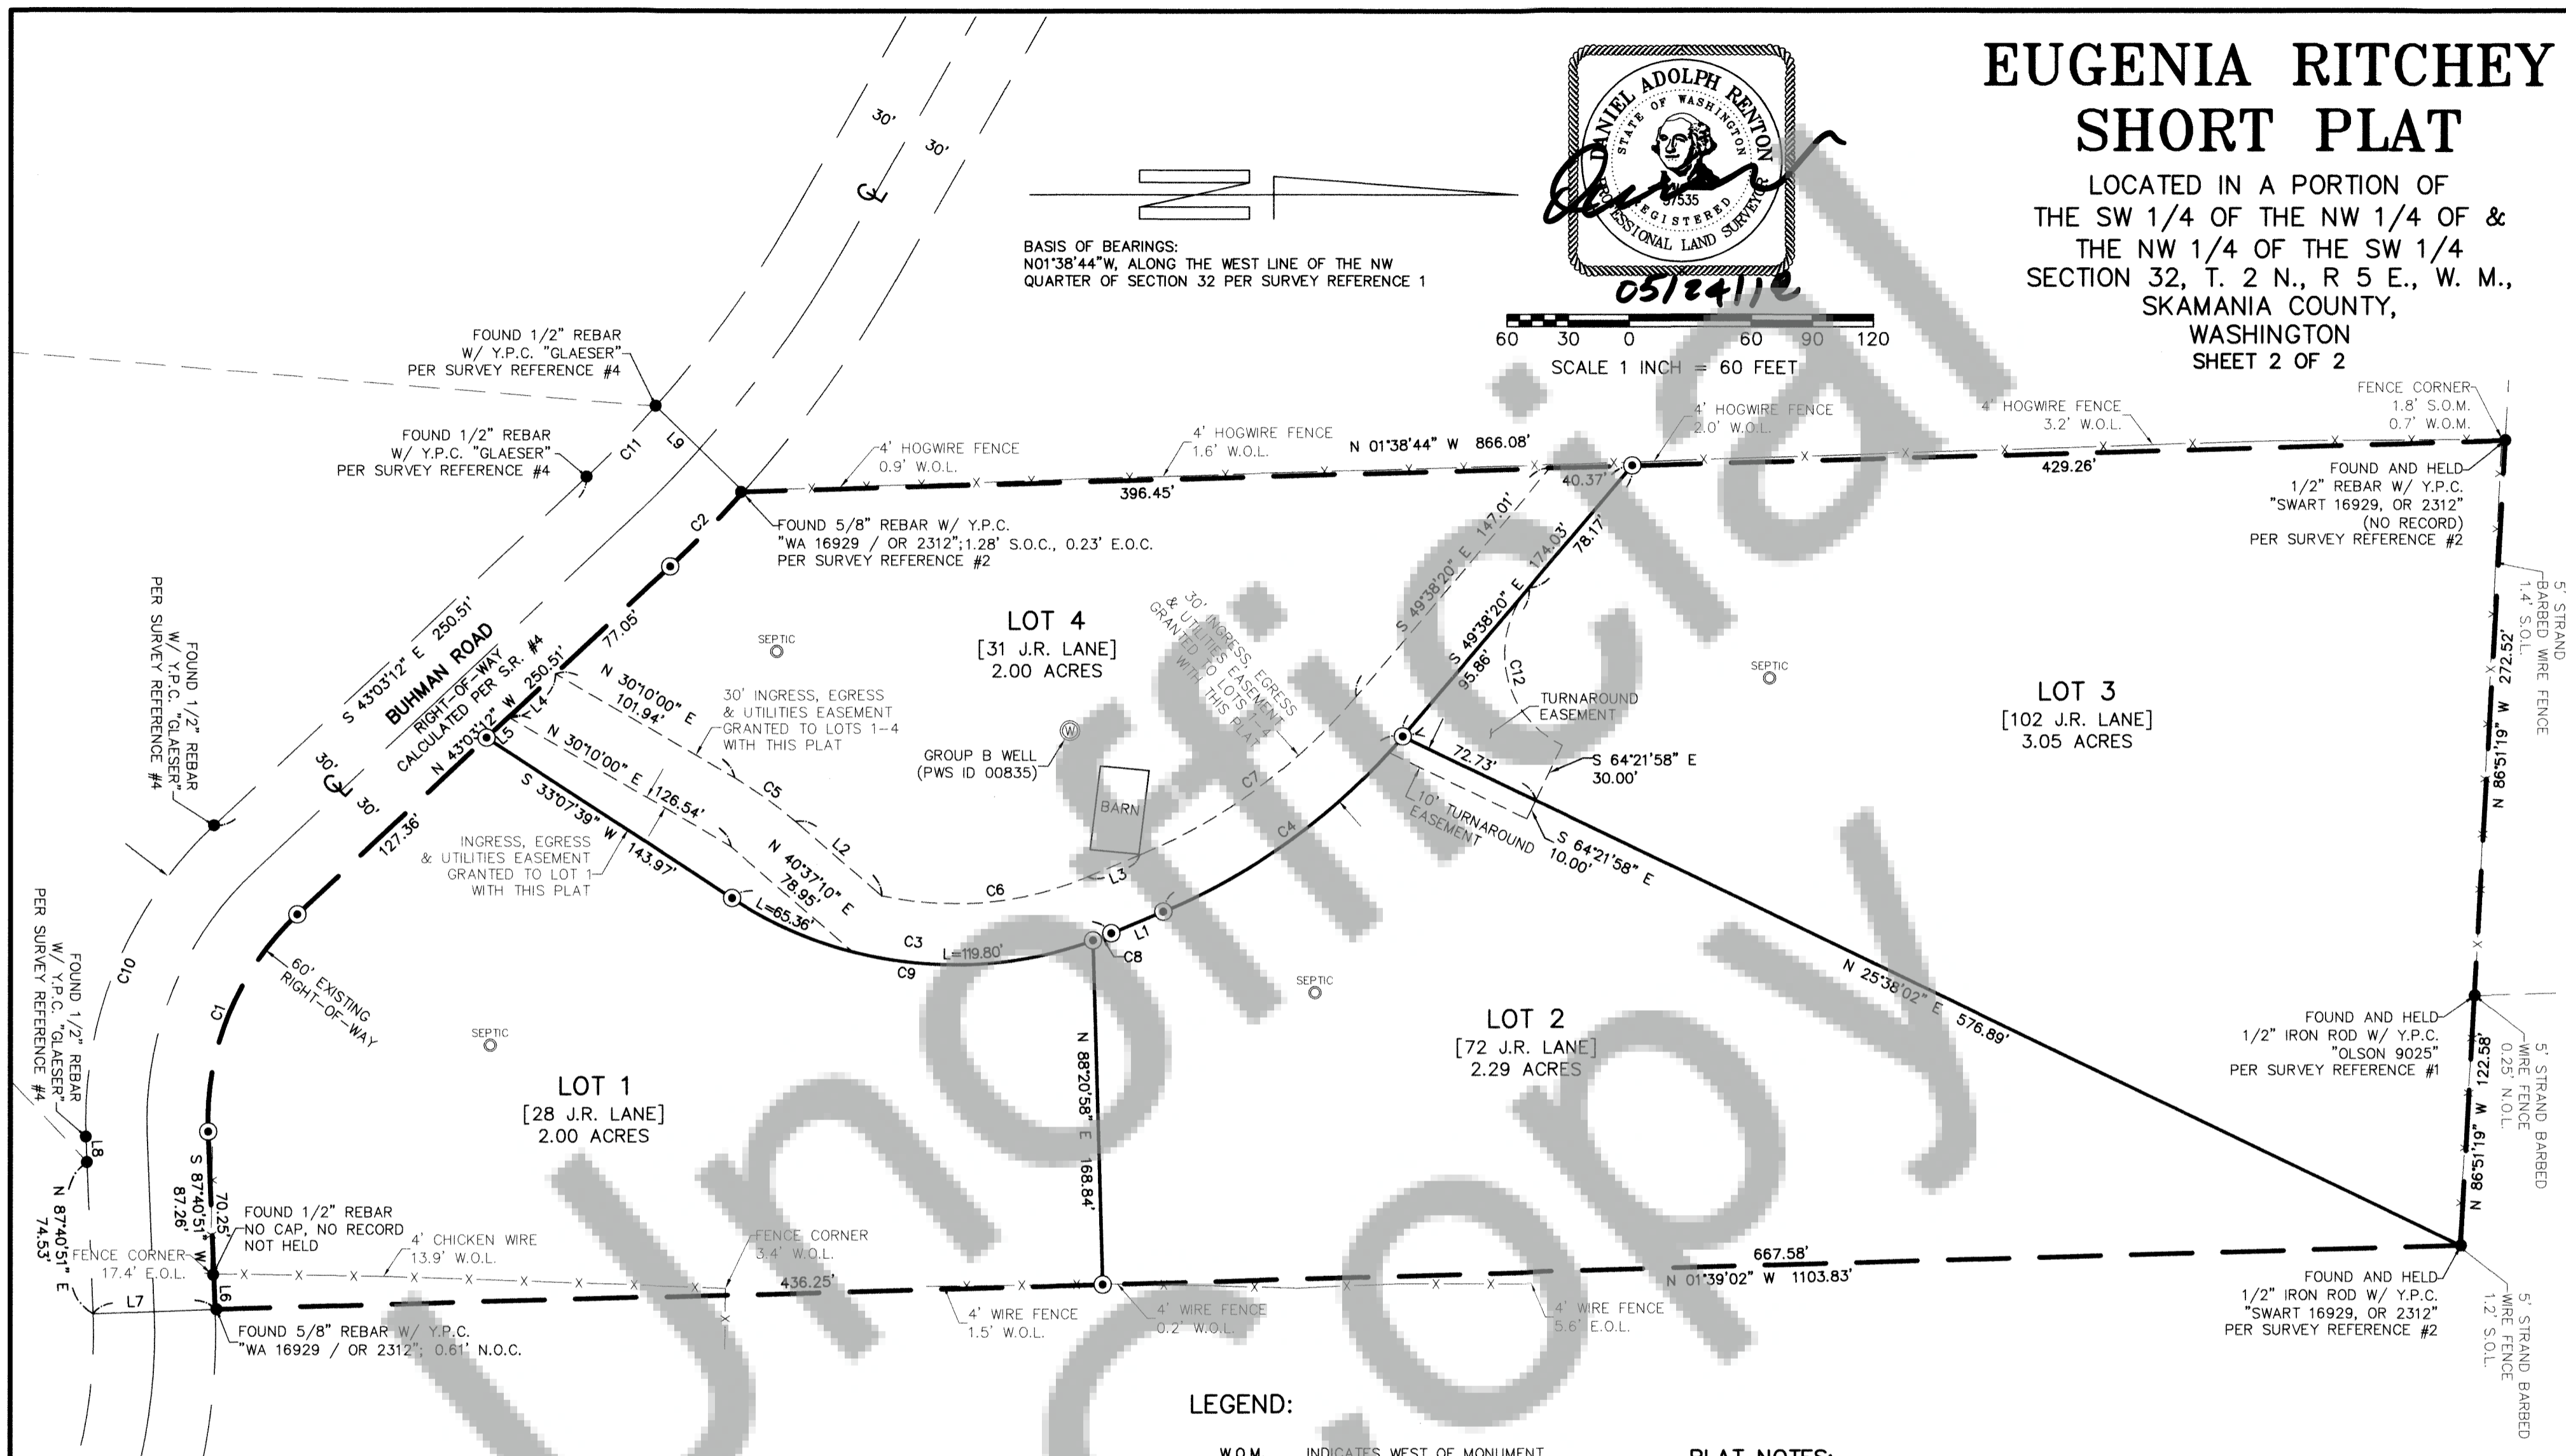 EUGENIA RITCHEY
SHORT PLAT
LOCATED IN A PORTION OF
THE SW 1/4 OF THE NW 1/4 OF &
THE NW 1/4 OF THE SW 1/4
SECTION 32, T. 2 N., R 5 E., W. M.,
SKAMANIA COUNTY,
WASHINGTON
SHEET 2 OF 2
DANIEL ADOLPH RENTON
STATE OF WASHINGTON
37535
REGISTERED
PROFESSIONAL LAND SURVEYOR
05/24/12
60 30 0 60 90 120
SCALE 1 INCH = 60 FEET
N
BASIS OF BEARINGS:
N01°38'44"W, ALONG THE WEST LINE OF THE NW
QUARTER OF SECTION 32 PER SURVEY REFERENCE 1
30'
30'
CL
FOUND 1/2" REBAR
W/ Y.P.C. "GLAESER"
PER SURVEY REFERENCE #4
FOUND 1/2" REBAR
W/ Y.P.C. "GLAESER"
PER SURVEY REFERENCE #4
C11
L9
C2
4' HOGWIRE FENCE
0.9' W.O.L.
4' HOGWIRE FENCE
1.6' W.O.L.
N 01°38'44" W 866.08'
4' HOGWIRE FENCE
2.0' W.O.L.
4' HOGWIRE FENCE
3.2' W.O.L.
FENCE CORNER
1.8' S.O.M.
0.7' W.O.M.
396.45'
40.37'
429.26'
FOUND 5/8" REBAR W/ Y.P.C.
"WA 16929 / OR 2312";1.28' S.O.C., 0.23' E.O.C.
PER SURVEY REFERENCE #2
FOUND AND HELD
1/2" REBAR W/ Y.P.C.
"SWART 16929, OR 2312"
(NO RECORD)
PER SURVEY REFERENCE #2
5' STRAND
BARBED WIRE FENCE
1.4' S.O.L.
N 86°51'19" W 272.52'
S 49°38'20" E 147.01'
174.03'
78.17'
S 49°38'20" E
95.86'
C12
30' INGRESS, EGRESS
& UTILITIES EASEMENT
GRANTED TO LOTS 1-4
WITH THIS PLAT
TURNAROUND
EASEMENT
S 64°21'58" E
30.00'
72.73'
10' TURNAROUND
EASEMENT
S 64°21'58" E
10.00'
SEPTIC
LOT 3
[102 J.R. LANE]
3.05 ACRES
SEPTIC
LOT 4
[31 J.R. LANE]
2.00 ACRES
W
GROUP B WELL
(PWS ID 00835)
BARN
77.05'
S 43°03'12" E 250.51'
BUHMAN ROAD
RIGHT-OF-WAY
CALCULATED PER S.R. #4
N 43°03'12" W 250.51'
L4
L5
30'
CL
30'
127.36'
N 30°10'00" E
101.94'
30' INGRESS, EGRESS
& UTILITIES EASEMENT
GRANTED TO LOTS 1-4
WITH THIS PLAT
N 30°10'00" E 126.54'
C5
L2
S 33°07'39" W 143.97'
INGRESS, EGRESS
& UTILITIES EASEMENT
GRANTED TO LOT 1
WITH THIS PLAT
N 40°37'10" E
78.95'
L=65.36'
C3
L=119.80'
C9
C6
L3
C7
C4
L1
C8
FOUND 1/2" REBAR
W/ Y.P.C. "GLAESER"
PER SURVEY REFERENCE #4
FOUND 1/2" REBAR
W/ Y.P.C. "GLAESER"
PER SURVEY REFERENCE #4
C10
C1
60' EXISTING
RIGHT-OF-WAY
SEPTIC
LOT 1
[28 J.R. LANE]
2.00 ACRES
N 88°20'58" E 168.84'
SEPTIC
LOT 2
[72 J.R. LANE]
2.29 ACRES
N 25°38'02" E 576.89'
FOUND AND HELD
1/2" IRON ROD W/ Y.P.C.
"OLSON 9025"
PER SURVEY REFERENCE #1
5' STRAND BARBED
WIRE FENCE
0.25' N.O.L.
N 86°51'19" W 122.58'
L8
N 87°40'51" E
74.53'
70.25'
S 87°40'51" W
87.26'
FOUND 1/2" REBAR
NO CAP, NO RECORD
NOT HELD
FENCE CORNER
17.4' E.O.L.
L7
L6
4' CHICKEN WIRE
13.9' W.O.L.
FENCE CORNER
3.4' W.O.L.
436.25'
667.58'
N 01°39'02" W 1103.83'
4' WIRE FENCE
1.5' W.O.L.
4' WIRE FENCE
0.2' W.O.L.
4' WIRE FENCE
5.6' E.O.L.
FOUND 5/8" REBAR W/ Y.P.C.
"WA 16929 / OR 2312"; 0.61' N.O.C.
FOUND AND HELD
1/2" IRON ROD W/ Y.P.C.
"SWART 16929, OR 2312"
PER SURVEY REFERENCE #2
5' STRAND BARBED
WIRE FENCE
1.2' S.O.L.
LEGEND:
W.O.M. INDICATES WEST OF MONUMENT
PLAT NOTES:
Unofficial
Copy